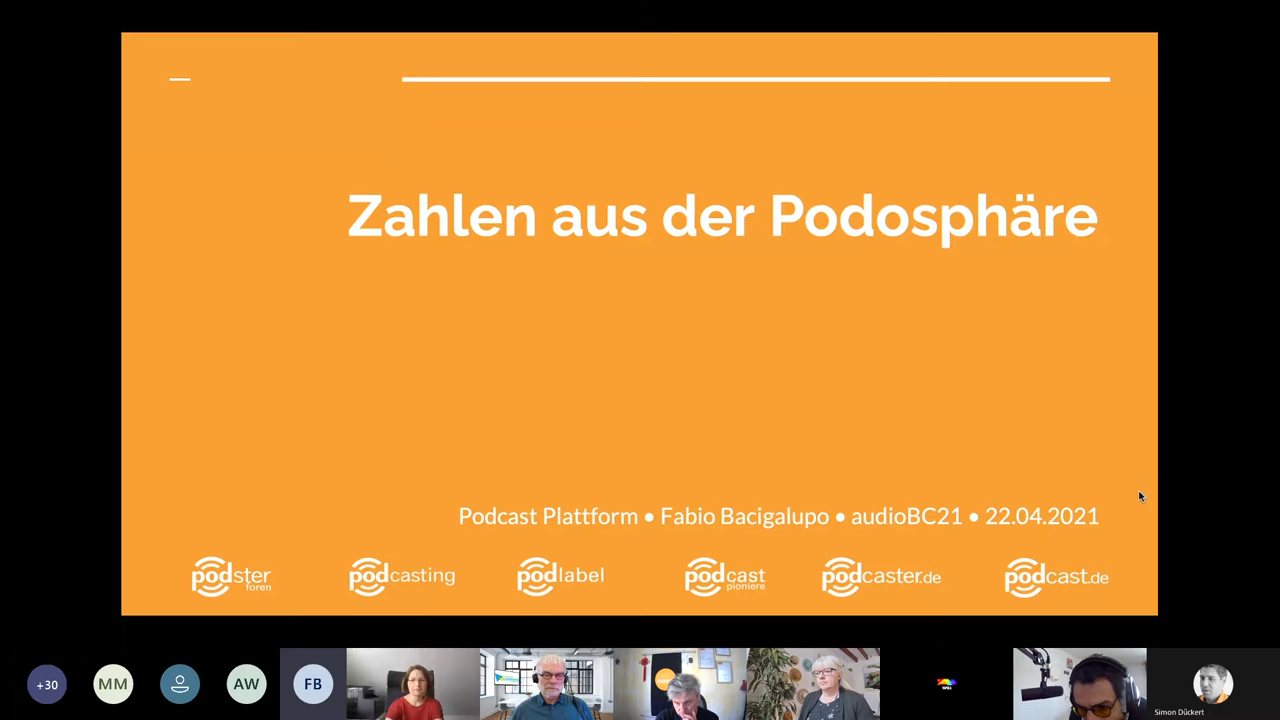 Zahlen aus der Podosphäre
Podcast Plattform • Fabio Bacigalupo • audioBC21 • 22.04.2021
podster foren
podcasting
podlabel
podcast pioniere
podcaster.de
podcast.de
+30
MM
AW
FB
Simon Dückert